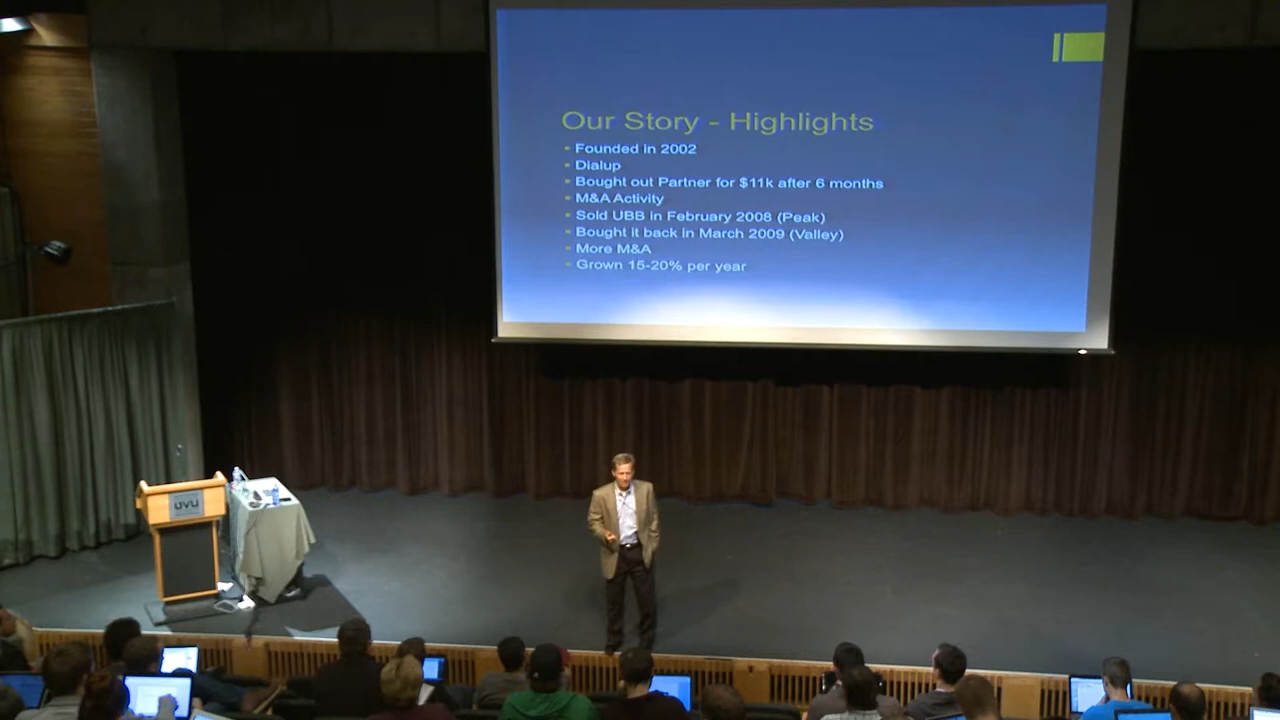 Our Story - Highlights
Founded in 2002
Dialup
Bought out Partner for $11k after 6 months
M&A Activity
Sold UBB in February 2008 (Peak)
Bought it back in March 2009 (Valley)
More M&A
Grown 15-20% per year
UVU